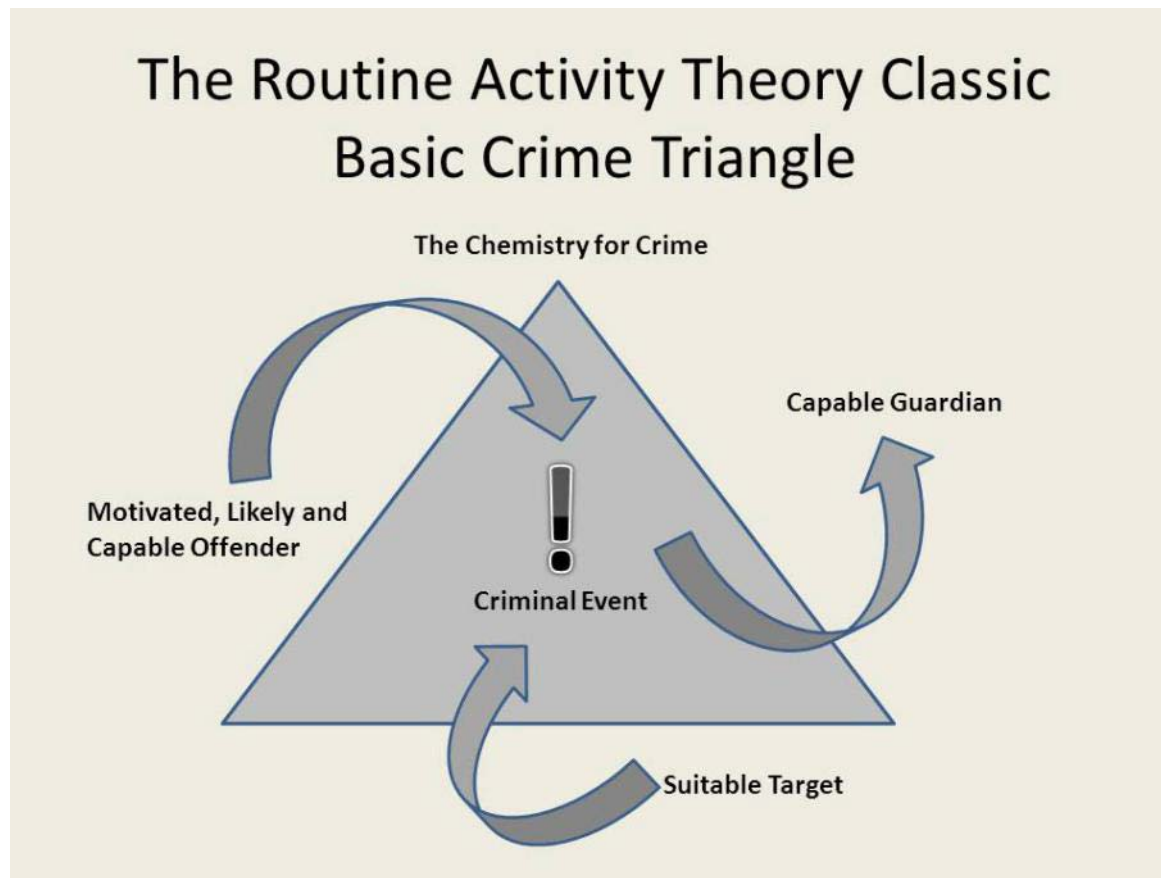 The Routine Activity Theory Classic
Basic Crime Triangle
The Chemistry for Crime
Capable Guardian
Motivated, Likely and
Capable Offender
!
Criminal Event
Suitable Target